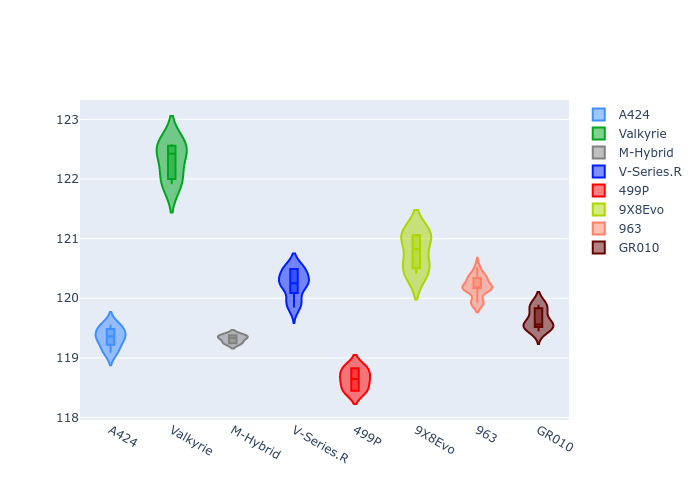 123
122
121
120
119
118
A424
Valkyrie
M-Hybrid
V-Series.R
499P
9X8Evo
963
GR010
A424
Valkyrie
M-Hybrid
V-Series.R
499P
9X8Evo
963
GR010